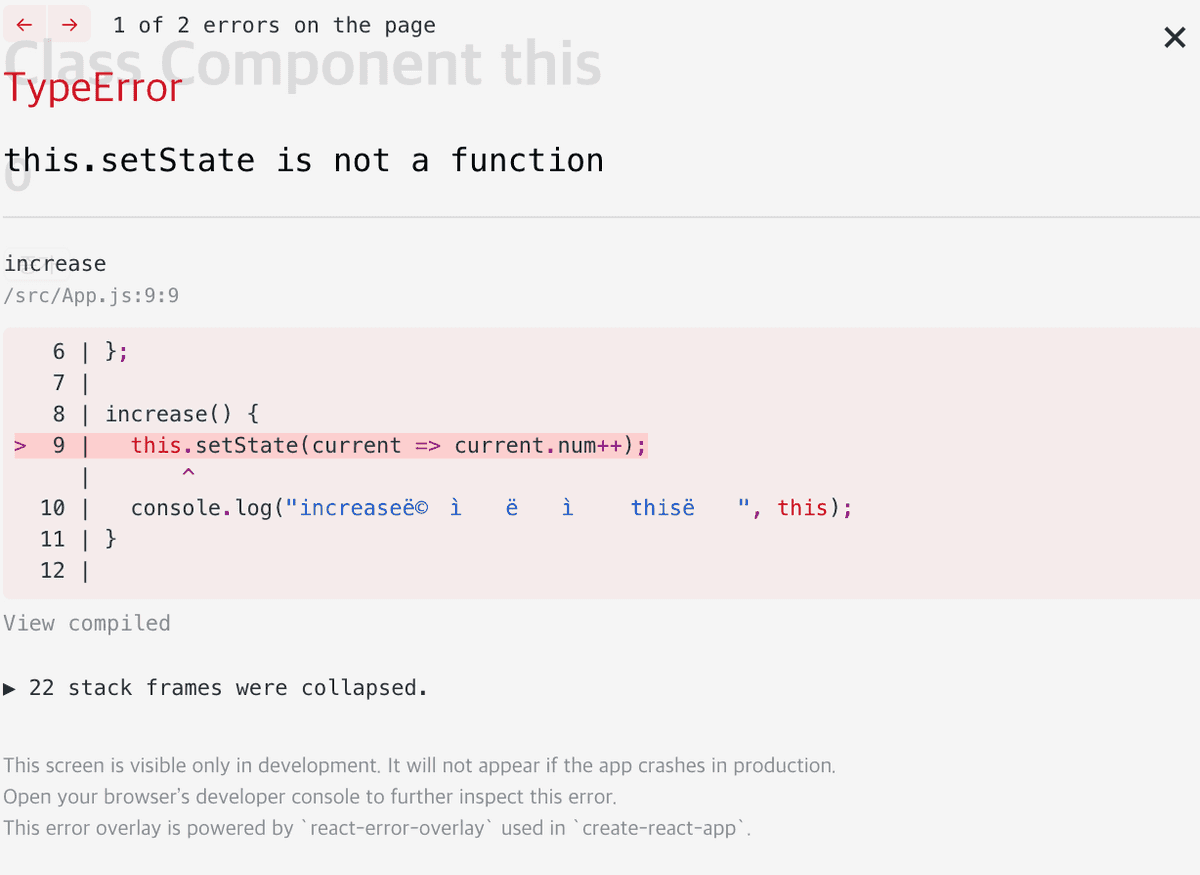 ← → 1 of 2 errors on the page
×
Class Component this
TypeError
this.setState is not a function
0
increase
/src/App.js:9:9
6 | };
7 |
8 | increase() {
> 9 |   this.setState(current => current.num++);
  |       ^
10 |   console.log("increaseë© ì ë ì thisë ", this);
11 | }
12 |
View compiled
▶ 22 stack frames were collapsed.
This screen is visible only in development. It will not appear if the app crashes in production.
Open your browser’s developer console to further inspect this error.
This error overlay is powered by `react-error-overlay` used in `create-react-app`.